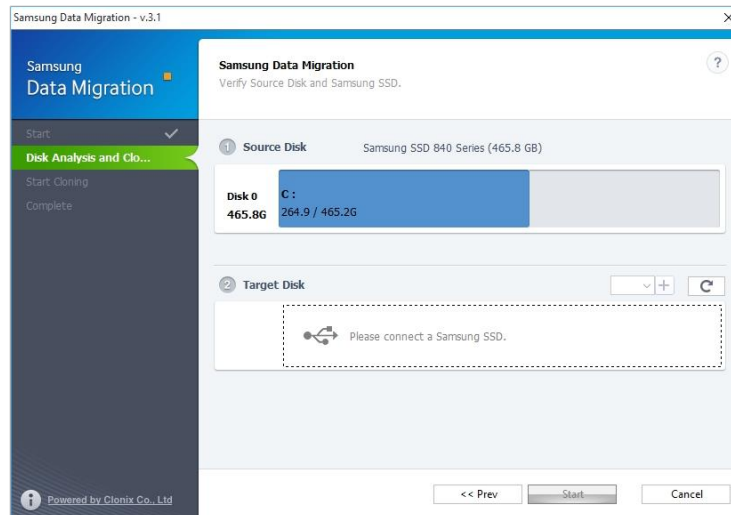 Samsung Data Migration - v.3.1
Samsung
Data Migration
Start
Disk Analysis and Clo...
Start Cloning
Complete
Powered by Clonix Co., Ltd
Samsung Data Migration
Verify Source Disk and Samsung SSD.
?
1 Source Disk Samsung SSD 840 Series (465.8 GB)
Disk 0
465.8G
C :
264.9 / 465.2G
2 Target Disk
Please connect a Samsung SSD.
<< Prev Start Cancel